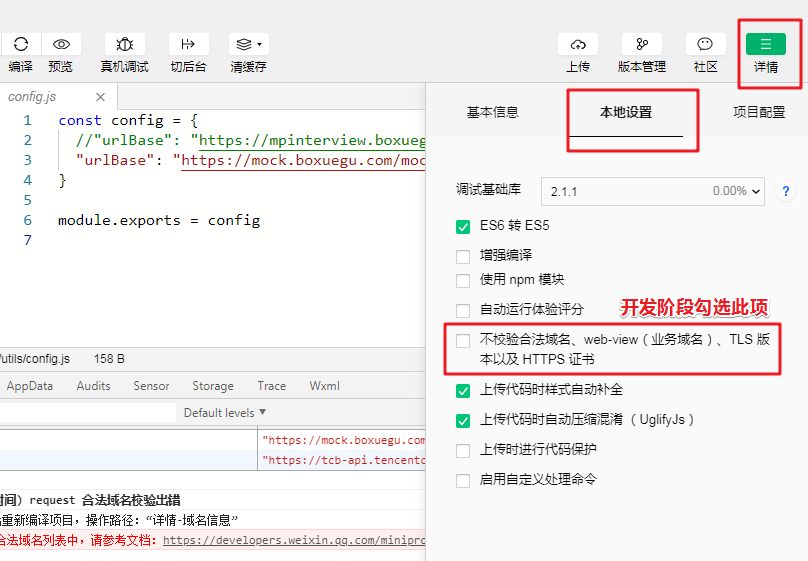 编译
预览
真机调试
切后台
清缓存
上传
版本管理
社区
详情
config.js
1 const config = {
2 //"urlBase": "https://mpinterview.boxueg
3 "urlBase": "https://mock.boxuegu.com/moc
4 }
5
6 module.exports = config
7
/utils/config.js 158 B
AppData Audits Sensor Storage Trace Wxml
Default levels ▼
"https://mock.boxuegu.com
"https://tcb-api.tencentc
时间）request 合法域名校验出错
重新编译项目，操作路径：“详情-域名信息”
合法域名列表中，请参考文档：https://developers.weixin.qq.com/minipro
基本信息 本地设置 项目配置
调试基础库 2.1.1 0.00% ?
ES6 转 ES5
增强编译
使用 npm 模块
自动运行体验评分
开发阶段勾选此项
不校验合法域名、web-view（业务域名）、TLS 版
本以及 HTTPS 证书
上传代码时样式自动补全
上传代码时自动压缩混淆（UglifyJs）
上传时进行代码保护
启用自定义处理命令